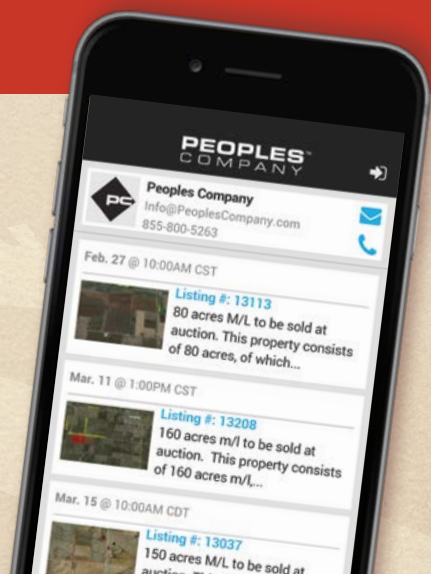 PEOPLES™
COMPANY
PC
Peoples Company
Info@PeoplesCompany.com
855-800-5263
Feb. 27 @ 10:00AM CST
Listing #: 13113
80 acres M/L to be sold at
auction. This property consists
of 80 acres, of which...
Mar. 11 @ 1:00PM CST
Listing #: 13208
160 acres m/l to be sold at
auction. This property consists
of 160 acres m/l,...
Mar. 15 @ 10:00AM CDT
Listing #: 13037
150 acres M/L to be sold at
auction.